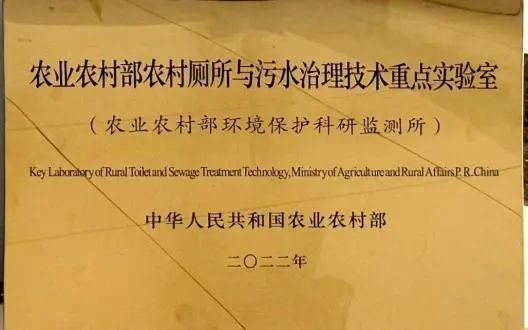 农业农村部农村厕所与污水治理技术重点实验室
（农业农村部环境保护科研监测所）
Key Laboratory of Rural Toilet and Sewage Treatment Technology, Ministry of Agriculture and Rural Affairs P. R. China
中华人民共和国农业农村部
二〇二二年